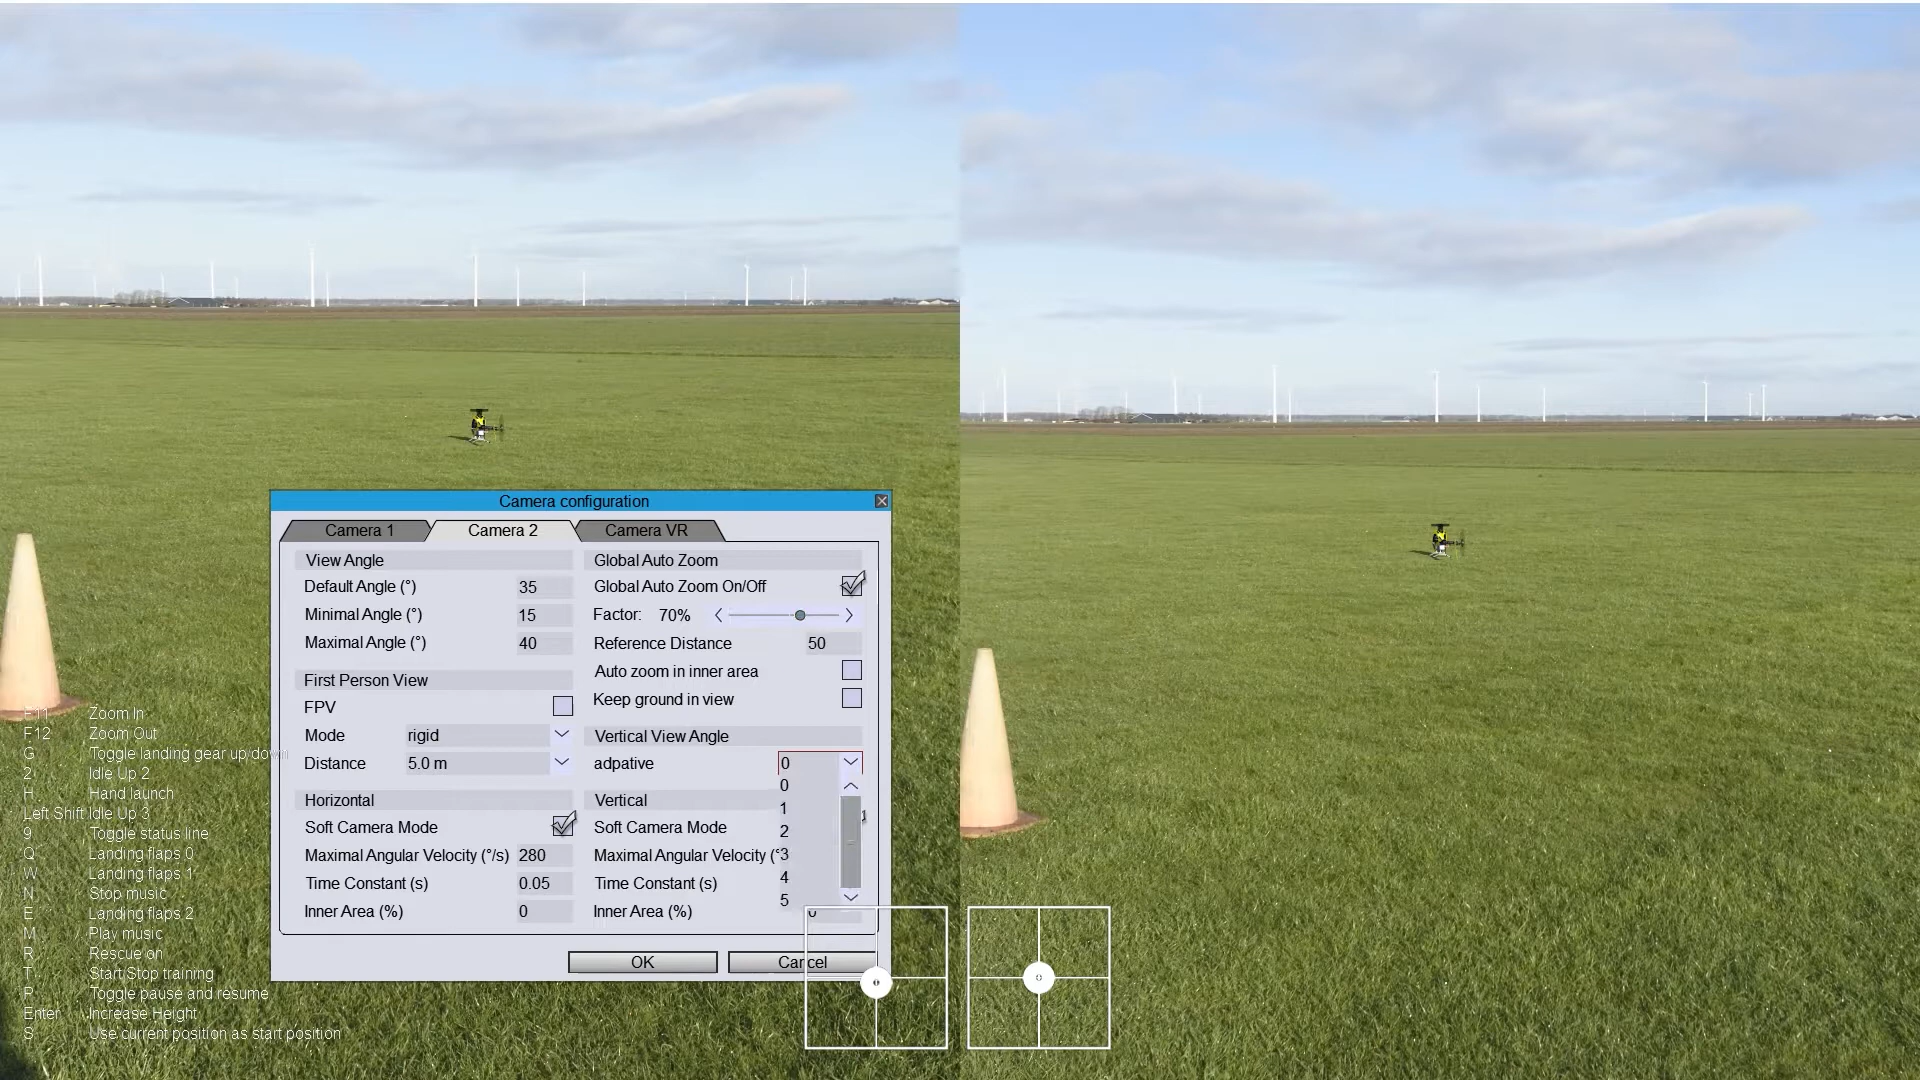 Camera configuration
Camera 1
Camera 2
Camera VR
View Angle
Default Angle (°) 35
Minimal Angle (°) 15
Maximal Angle (°) 40
First Person View
FPV
Mode rigid
Distance 5.0 m
Horizontal
Soft Camera Mode
Maximal Angular Velocity (°/s) 280
Time Constant (s) 0.05
Inner Area (%) 0
Global Auto Zoom
Global Auto Zoom On/Off
Factor: 70%
Reference Distance 50
Auto zoom in inner area
Keep ground in view
Vertical View Angle
adpative 0
0
1
2
3
4
5
Vertical
Soft Camera Mode
Maximal Angular Velocity (°
Time Constant (s)
Inner Area (%) 0
OK
Cancel
F11 Zoom In
F12 Zoom Out
G Toggle landing gear up/down
2 Idle Up 2
H Hand launch
Left Shift Idle Up 3
9 Toggle status line
Q Landing flaps 0
W Landing flaps 1
N Stop music
E Landing flaps 2
M Play music
R Rescue on
T Start/Stop training
P Toggle pause and resume
Enter Increase Height
S Use current position as start position